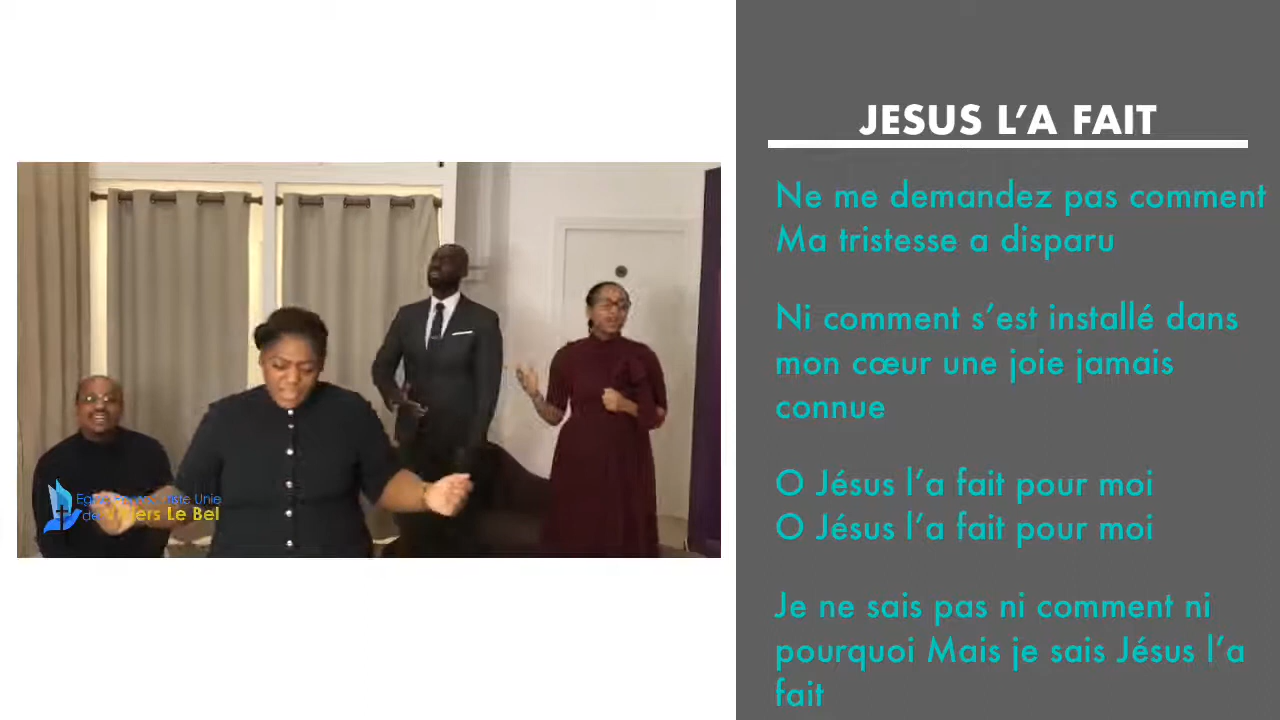 JESUS L’A FAIT
Ne me demandez pas comment
Ma tristesse a disparu
Ni comment s’est installé dans
mon cœur une joie jamais
connue
O Jésus l’a fait pour moi
O Jésus l’a fait pour moi
Je ne sais pas ni comment ni
pourquoi Mais je sais Jésus l’a
fait
Unie
de Le Bel